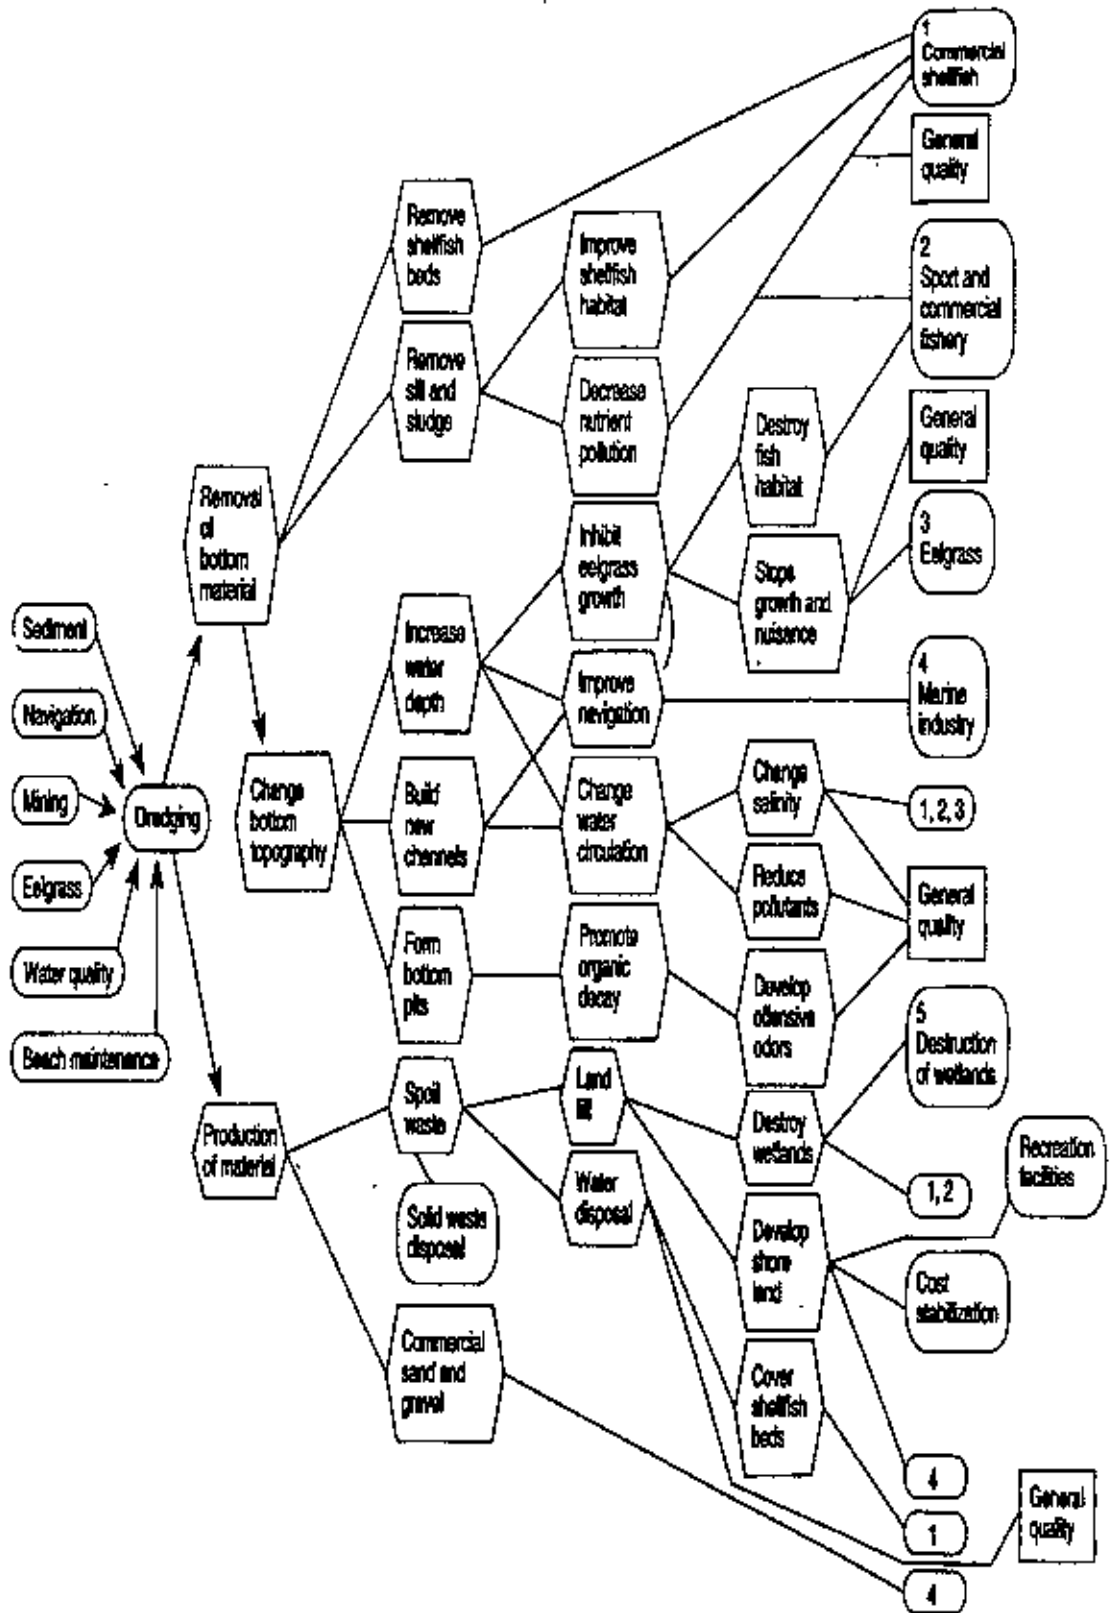 Sediment
Navigation
Mining
Eelgrass
Water quality
Beach maintenance
Dredging
Removal
of
bottom
material
Change
bottom
topography
Production
of material
Remove
shellfish
beds
Remove
silt and
sludge
Increase
water
depth
Build
new
channels
Form
bottom
pits
Spoil
waste
Solid waste
disposal
Commercial
sand and
gravel
Improve
shellfish
habitat
Decrease
nutrient
pollution
Inhibit
eelgrass
growth
Improve
navigation
Change
water
circulation
Promote
organic
decay
Land
fill
Water
disposal
Destroy
fish
habitat
Stops
growth and
nuisance
Change
salinity
Reduce
pollutants
Develop
offensive
odors
Destroy
wetlands
Develop
shore
land
Cover
shellfish
beds
1
Commercial
shellfish
General
quality
2
Sport and
commercial
fishery
General
quality
3
Eelgrass
4
Marine
industry
1, 2, 3
General
quality
5
Destruction
of wetlands
1, 2
Recreation
facilities
Cost
stabilization
4
1
4
General
quality